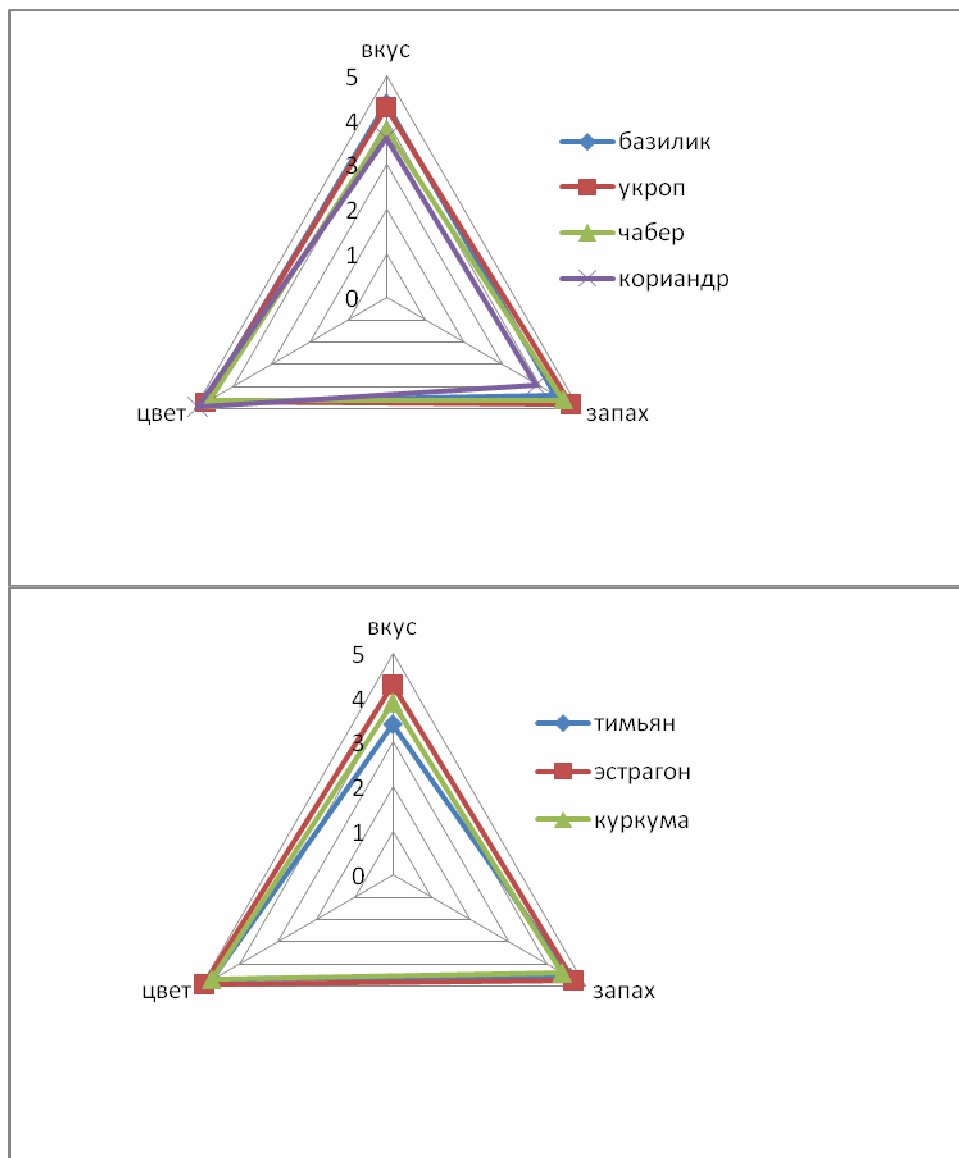 вкус
5
4
3
2
1
0
цвет
запах
базилик
укроп
чабер
кориандр
вкус
5
4
3
2
1
0
цвет
запах
тимьян
эстрагон
куркума